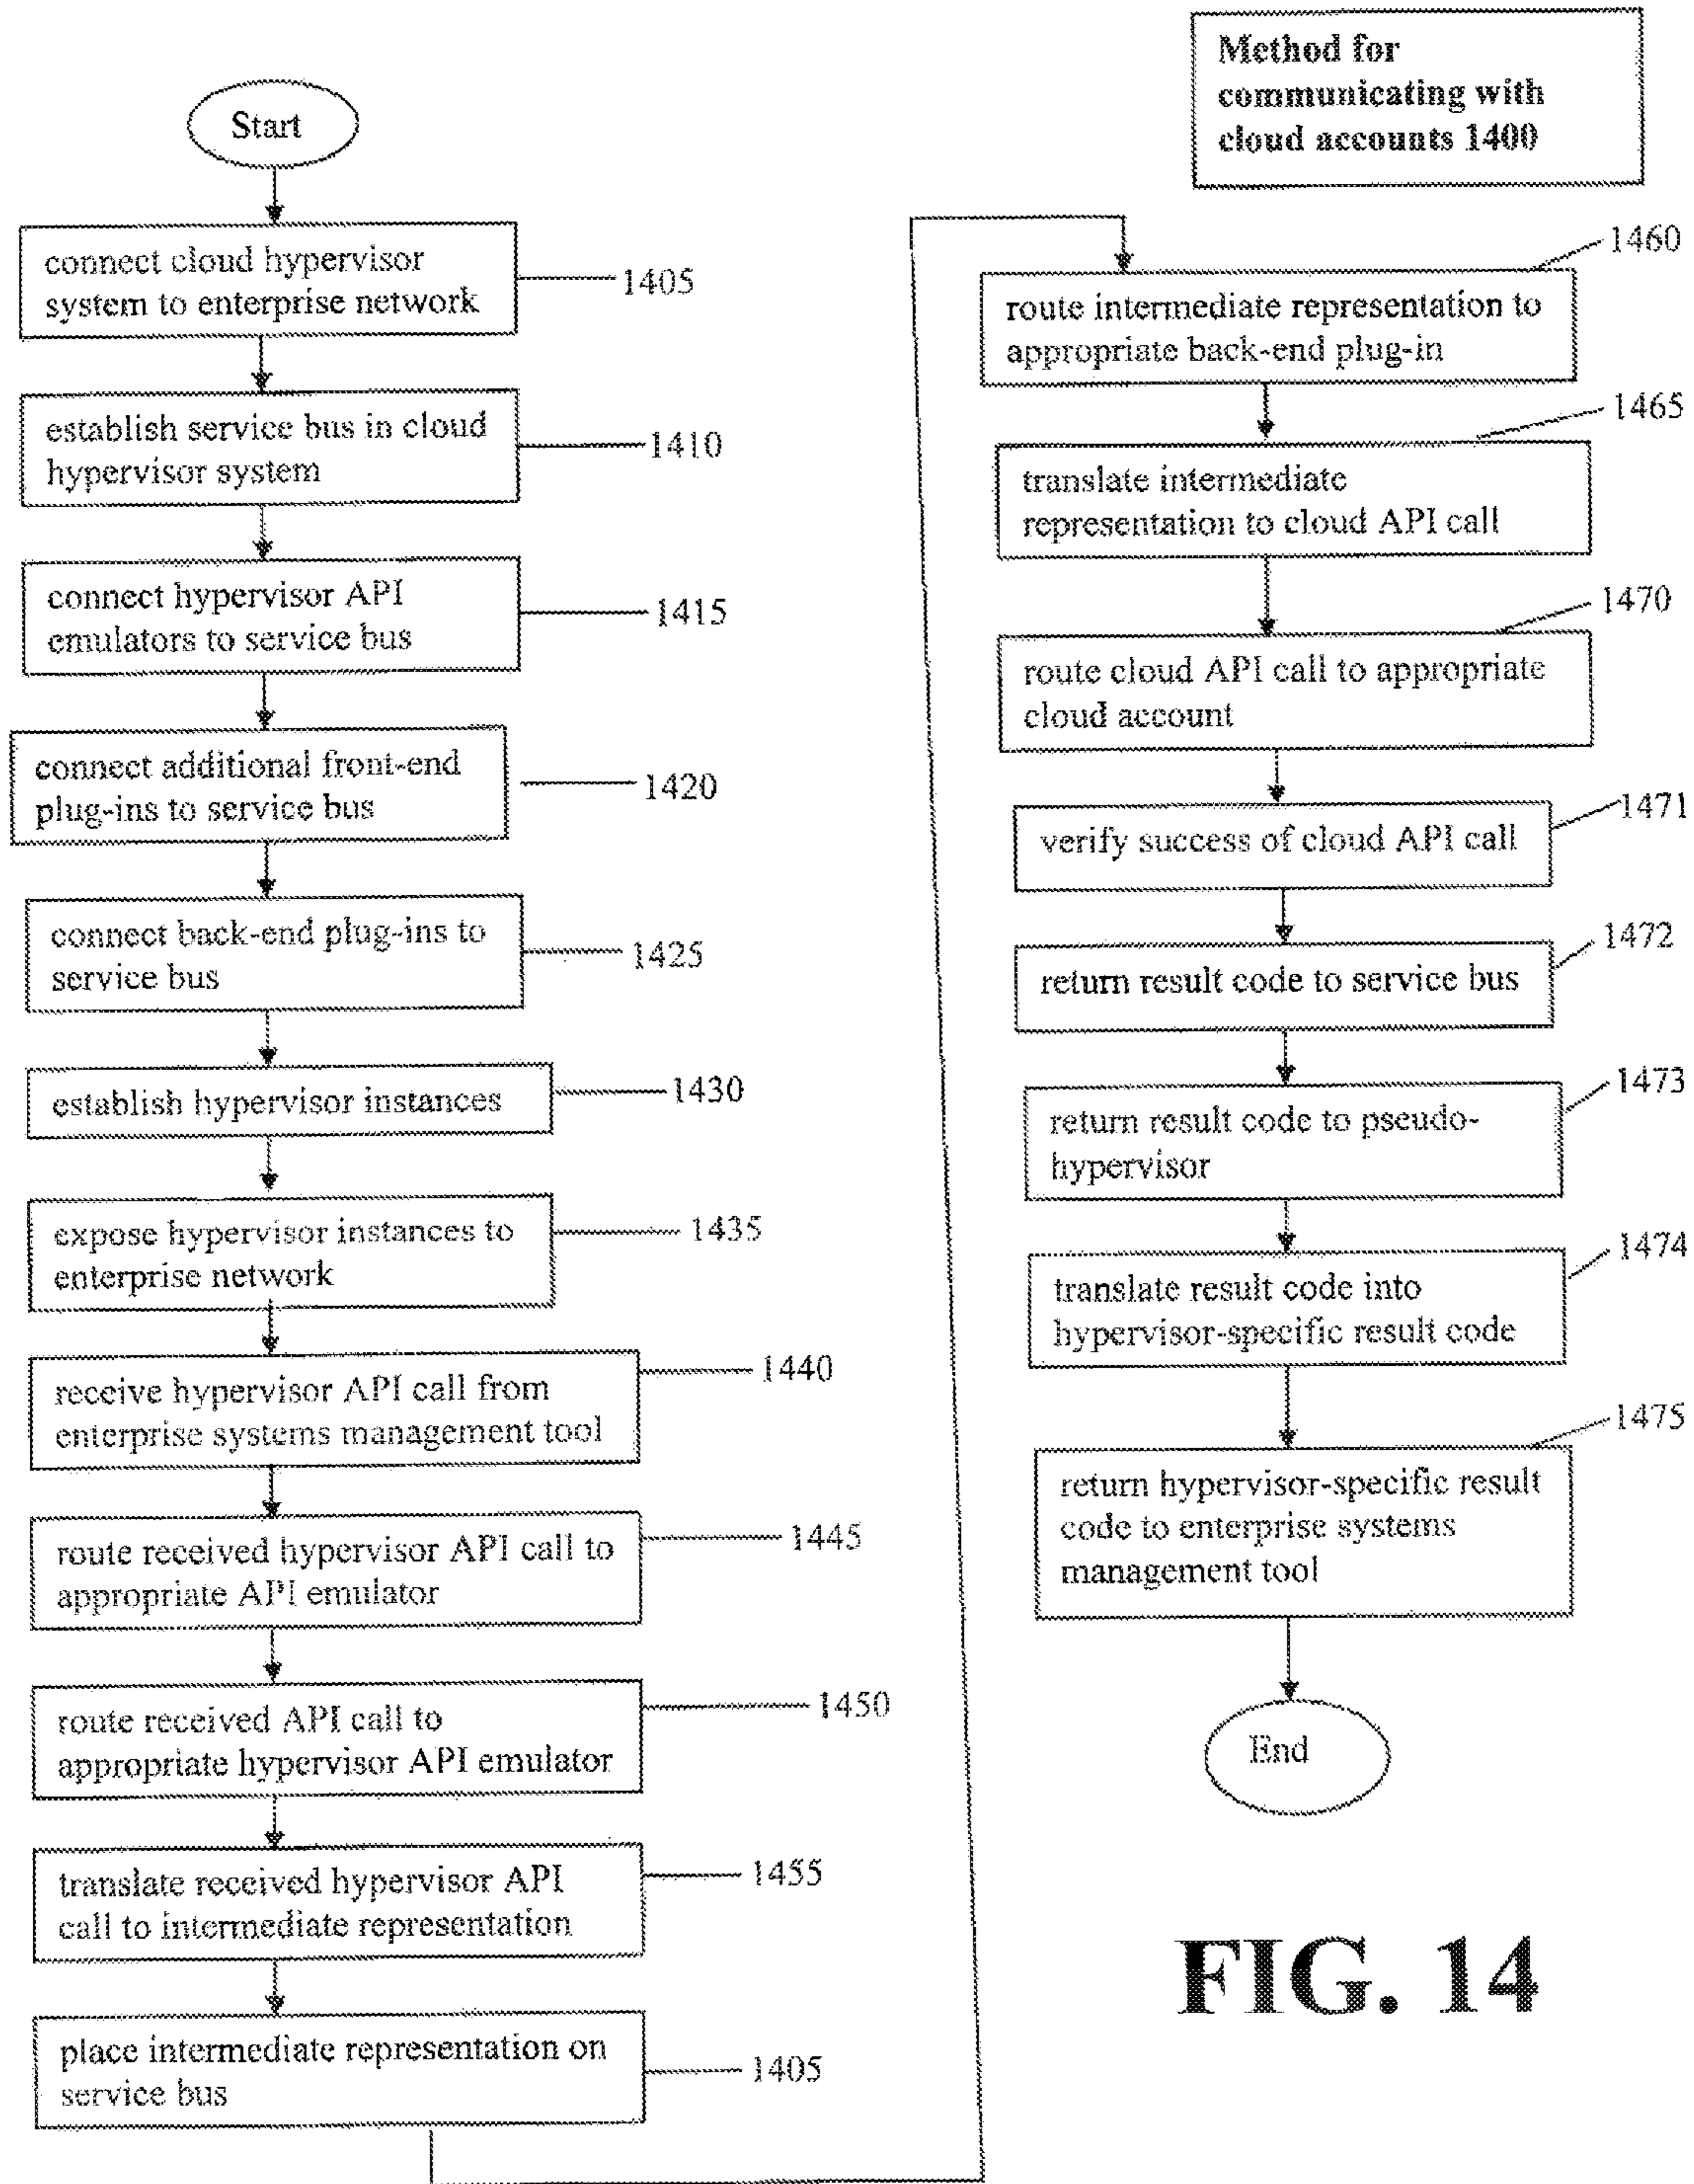 Method for
communicating with
cloud accounts 1400
Start
connect cloud hypervisor
system to enterprise network
1405
establish service bus in cloud
hypervisor system
1410
connect hypervisor API
emulators to service bus
1415
connect additional front-end
plug-ins to service bus
1420
connect back-end plug-ins to
service bus
1425
establish hypervisor instances
1430
expose hypervisor instances to
enterprise network
1435
receive hypervisor API call from
enterprise systems management tool
1440
route received hypervisor API call to
appropriate API emulator
1445
route received API call to
appropriate hypervisor API emulator
1450
translate received hypervisor API
call to intermediate representation
1455
place intermediate representation on
service bus
1405
route intermediate representation to
appropriate back-end plug-in
1460
translate intermediate
representation to cloud API call
1465
route cloud API call to appropriate
cloud account
1470
verify success of cloud API call
1471
return result code to service bus
1472
return result code to pseudo-
hypervisor
1473
translate result code into
hypervisor-specific result code
1474
return hypervisor-specific result
code to enterprise systems
management tool
1475
End
FIG. 14